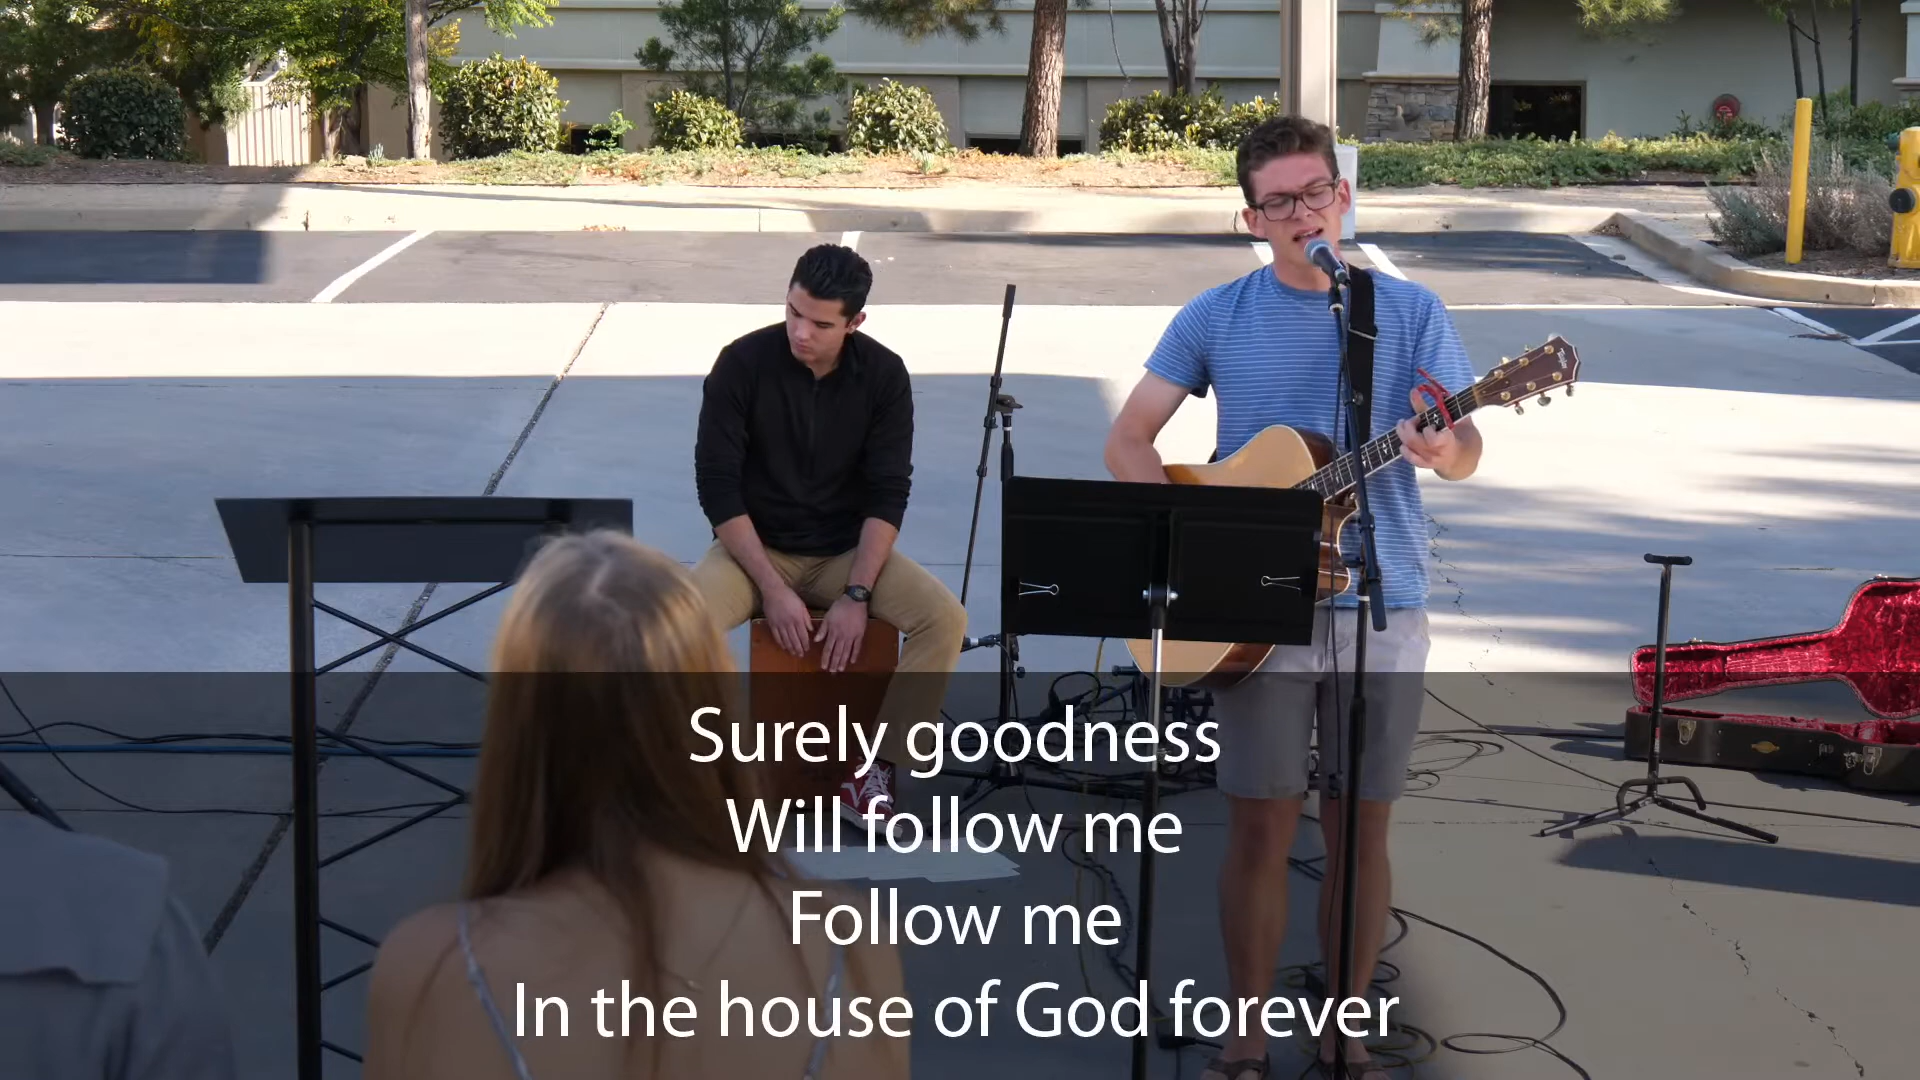 Surely goodness
Will follow me
Follow me
In the house of God forever